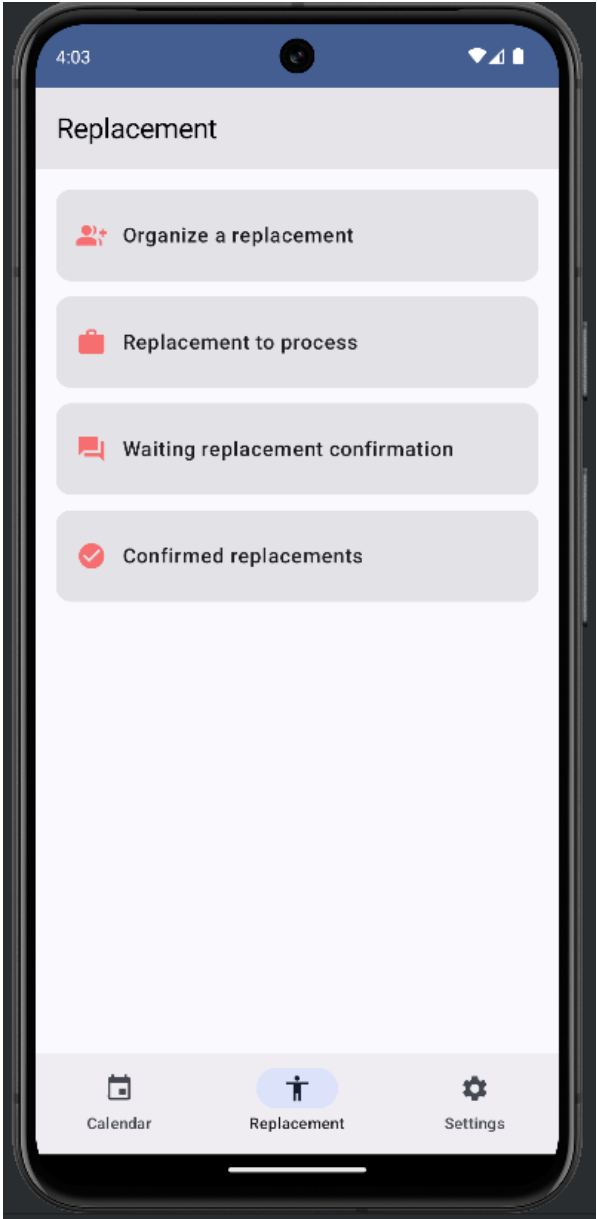 4:03
Replacement
Organize a replacement
Replacement to process
Waiting replacement confirmation
Confirmed replacements
Calendar
Replacement
Settings